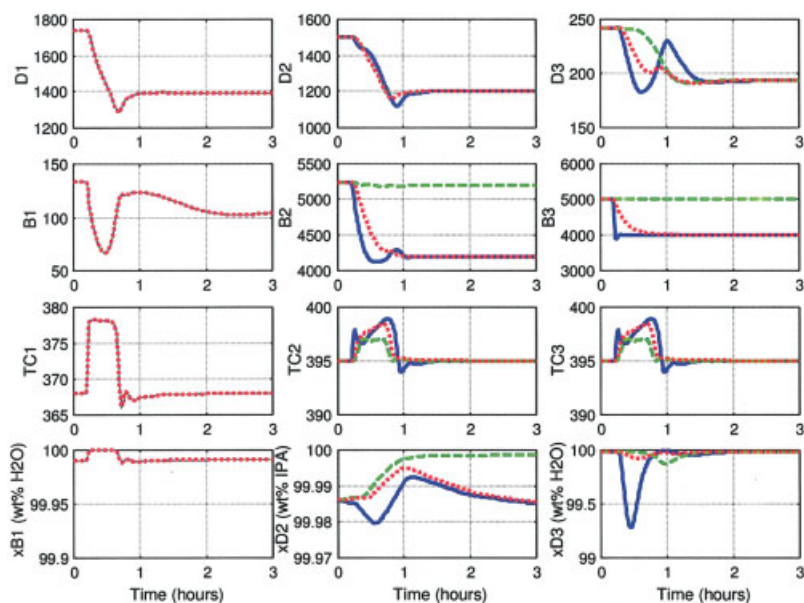 D1
1800
1600
1400
1200
0 1 2 3
D2
1600
1400
1200
1000
0 1 2 3
D3
250
200
150
0 1 2 3
B1
150
100
50
0 1 2 3
B2
5500
5000
4500
4000
0 1 2 3
B3
6000
5000
4000
3000
0 1 2 3
TC1
380
375
370
365
0 1 2 3
TC2
400
395
390
0 1 2 3
TC3
400
395
390
0 1 2 3
xB1 (wt% H2O)
100
99.95
99.9
0 1 2 3
Time (hours)
xD2 (wt% IPA)
100
99.99
99.98
99.97
0 1 2 3
Time (hours)
xD3 (wt% H2O)
100
99.5
99
0 1 2 3
Time (hours)